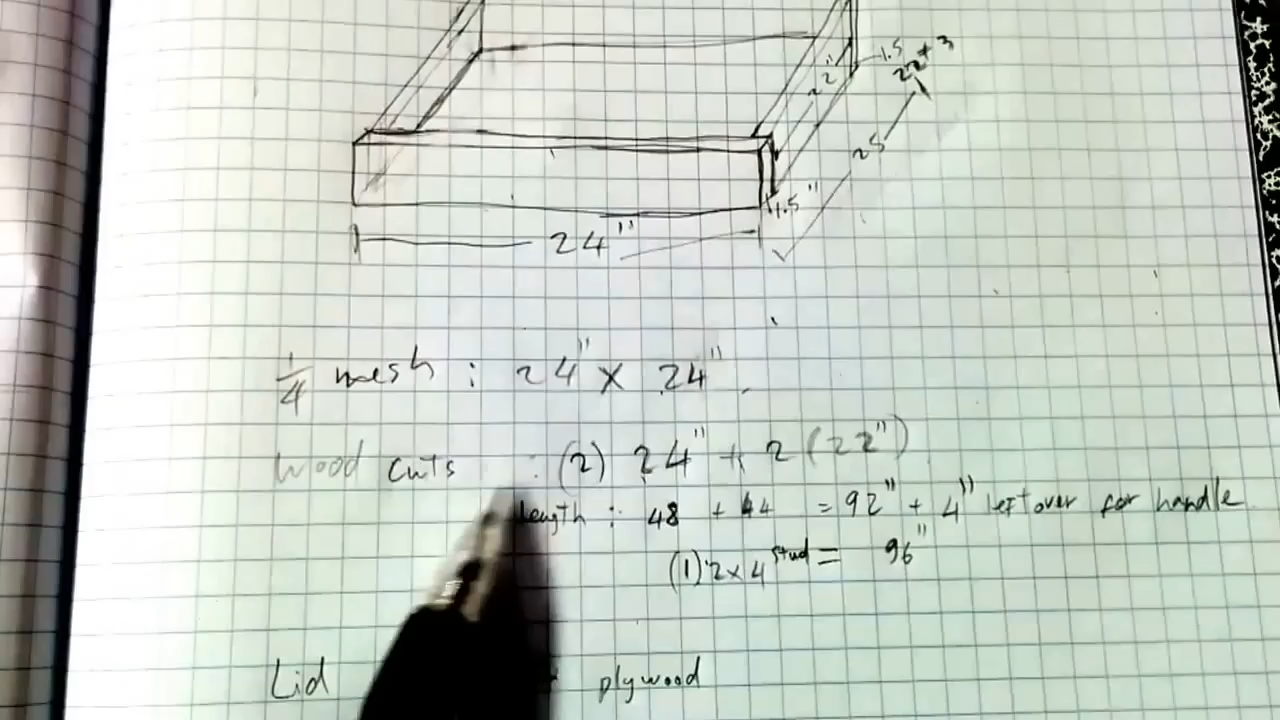 1.5
22+3
22"
25
1.5"
24"
1/4 mesh : 24" X 24"
Wood cuts : (2) 24" + 2 (22")
Length : 48 + 44 = 92" + 4" leftover for handle
(1) 2x4 stud = 96"
Lid plywood